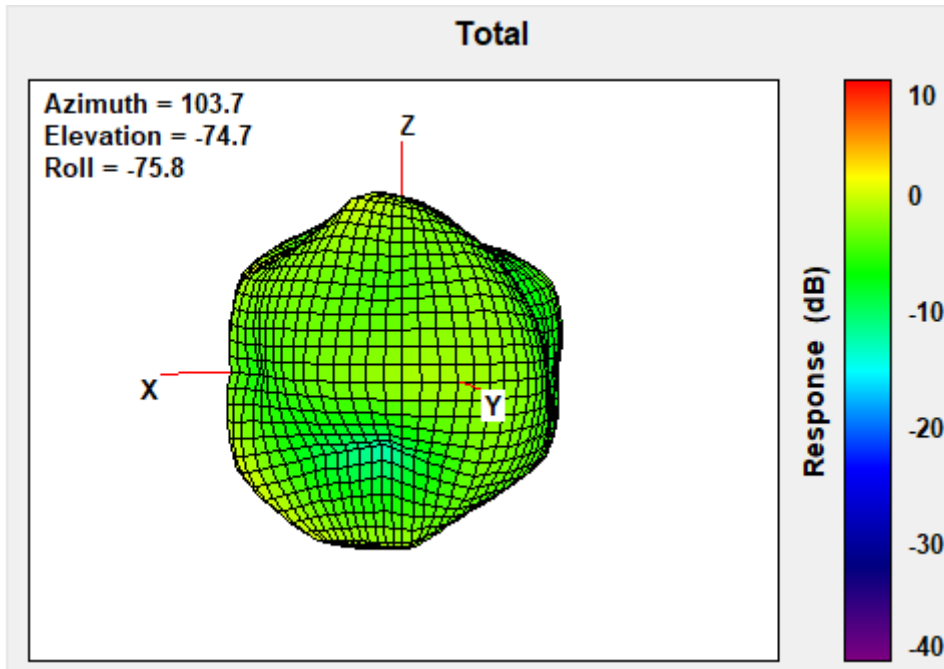 Total
Azimuth = 103.7
Elevation = -74.7
Roll = -75.8
Z
X
Y
10
0
-10
-20
-30
-40
Response (dB)